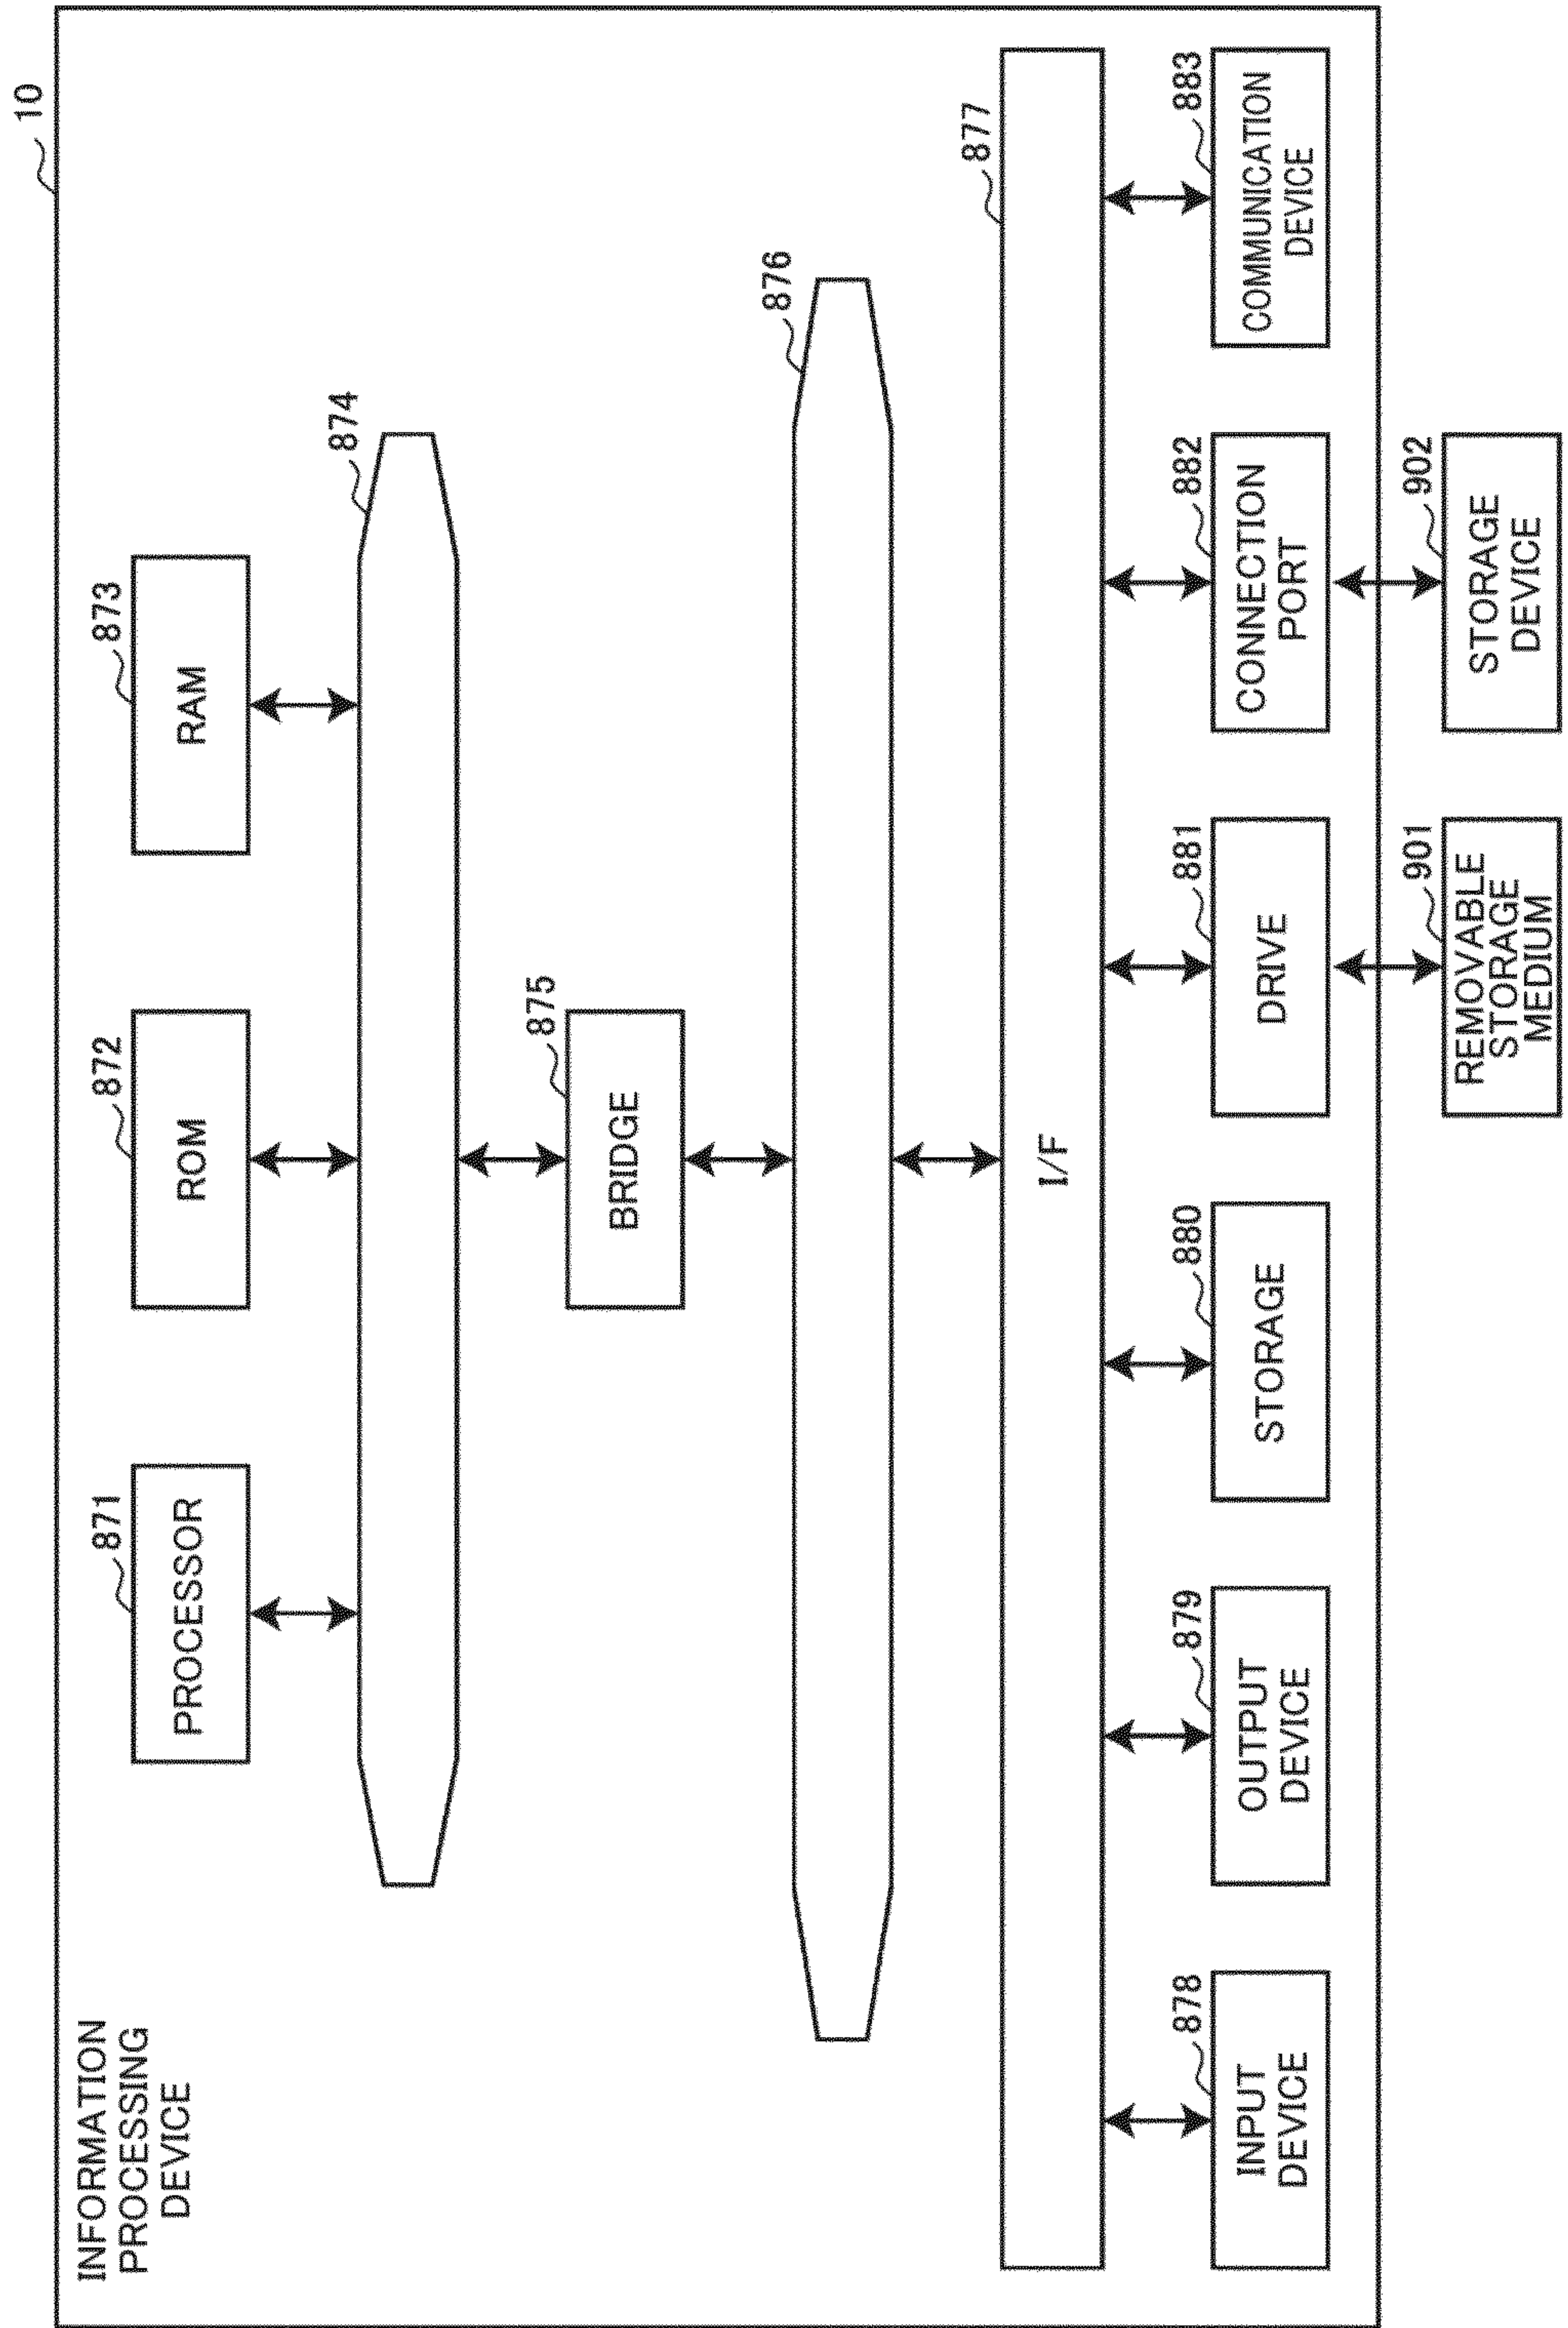 10
INFORMATION
PROCESSING
DEVICE
871
PROCESSOR
872
ROM
873
RAM
874
875
BRIDGE
876
877
I/F
878
INPUT
DEVICE
879
OUTPUT
DEVICE
880
STORAGE
881
DRIVE
882
CONNECTION
PORT
883
COMMUNICATION
DEVICE
901
REMOVABLE
STORAGE
MEDIUM
902
STORAGE
DEVICE